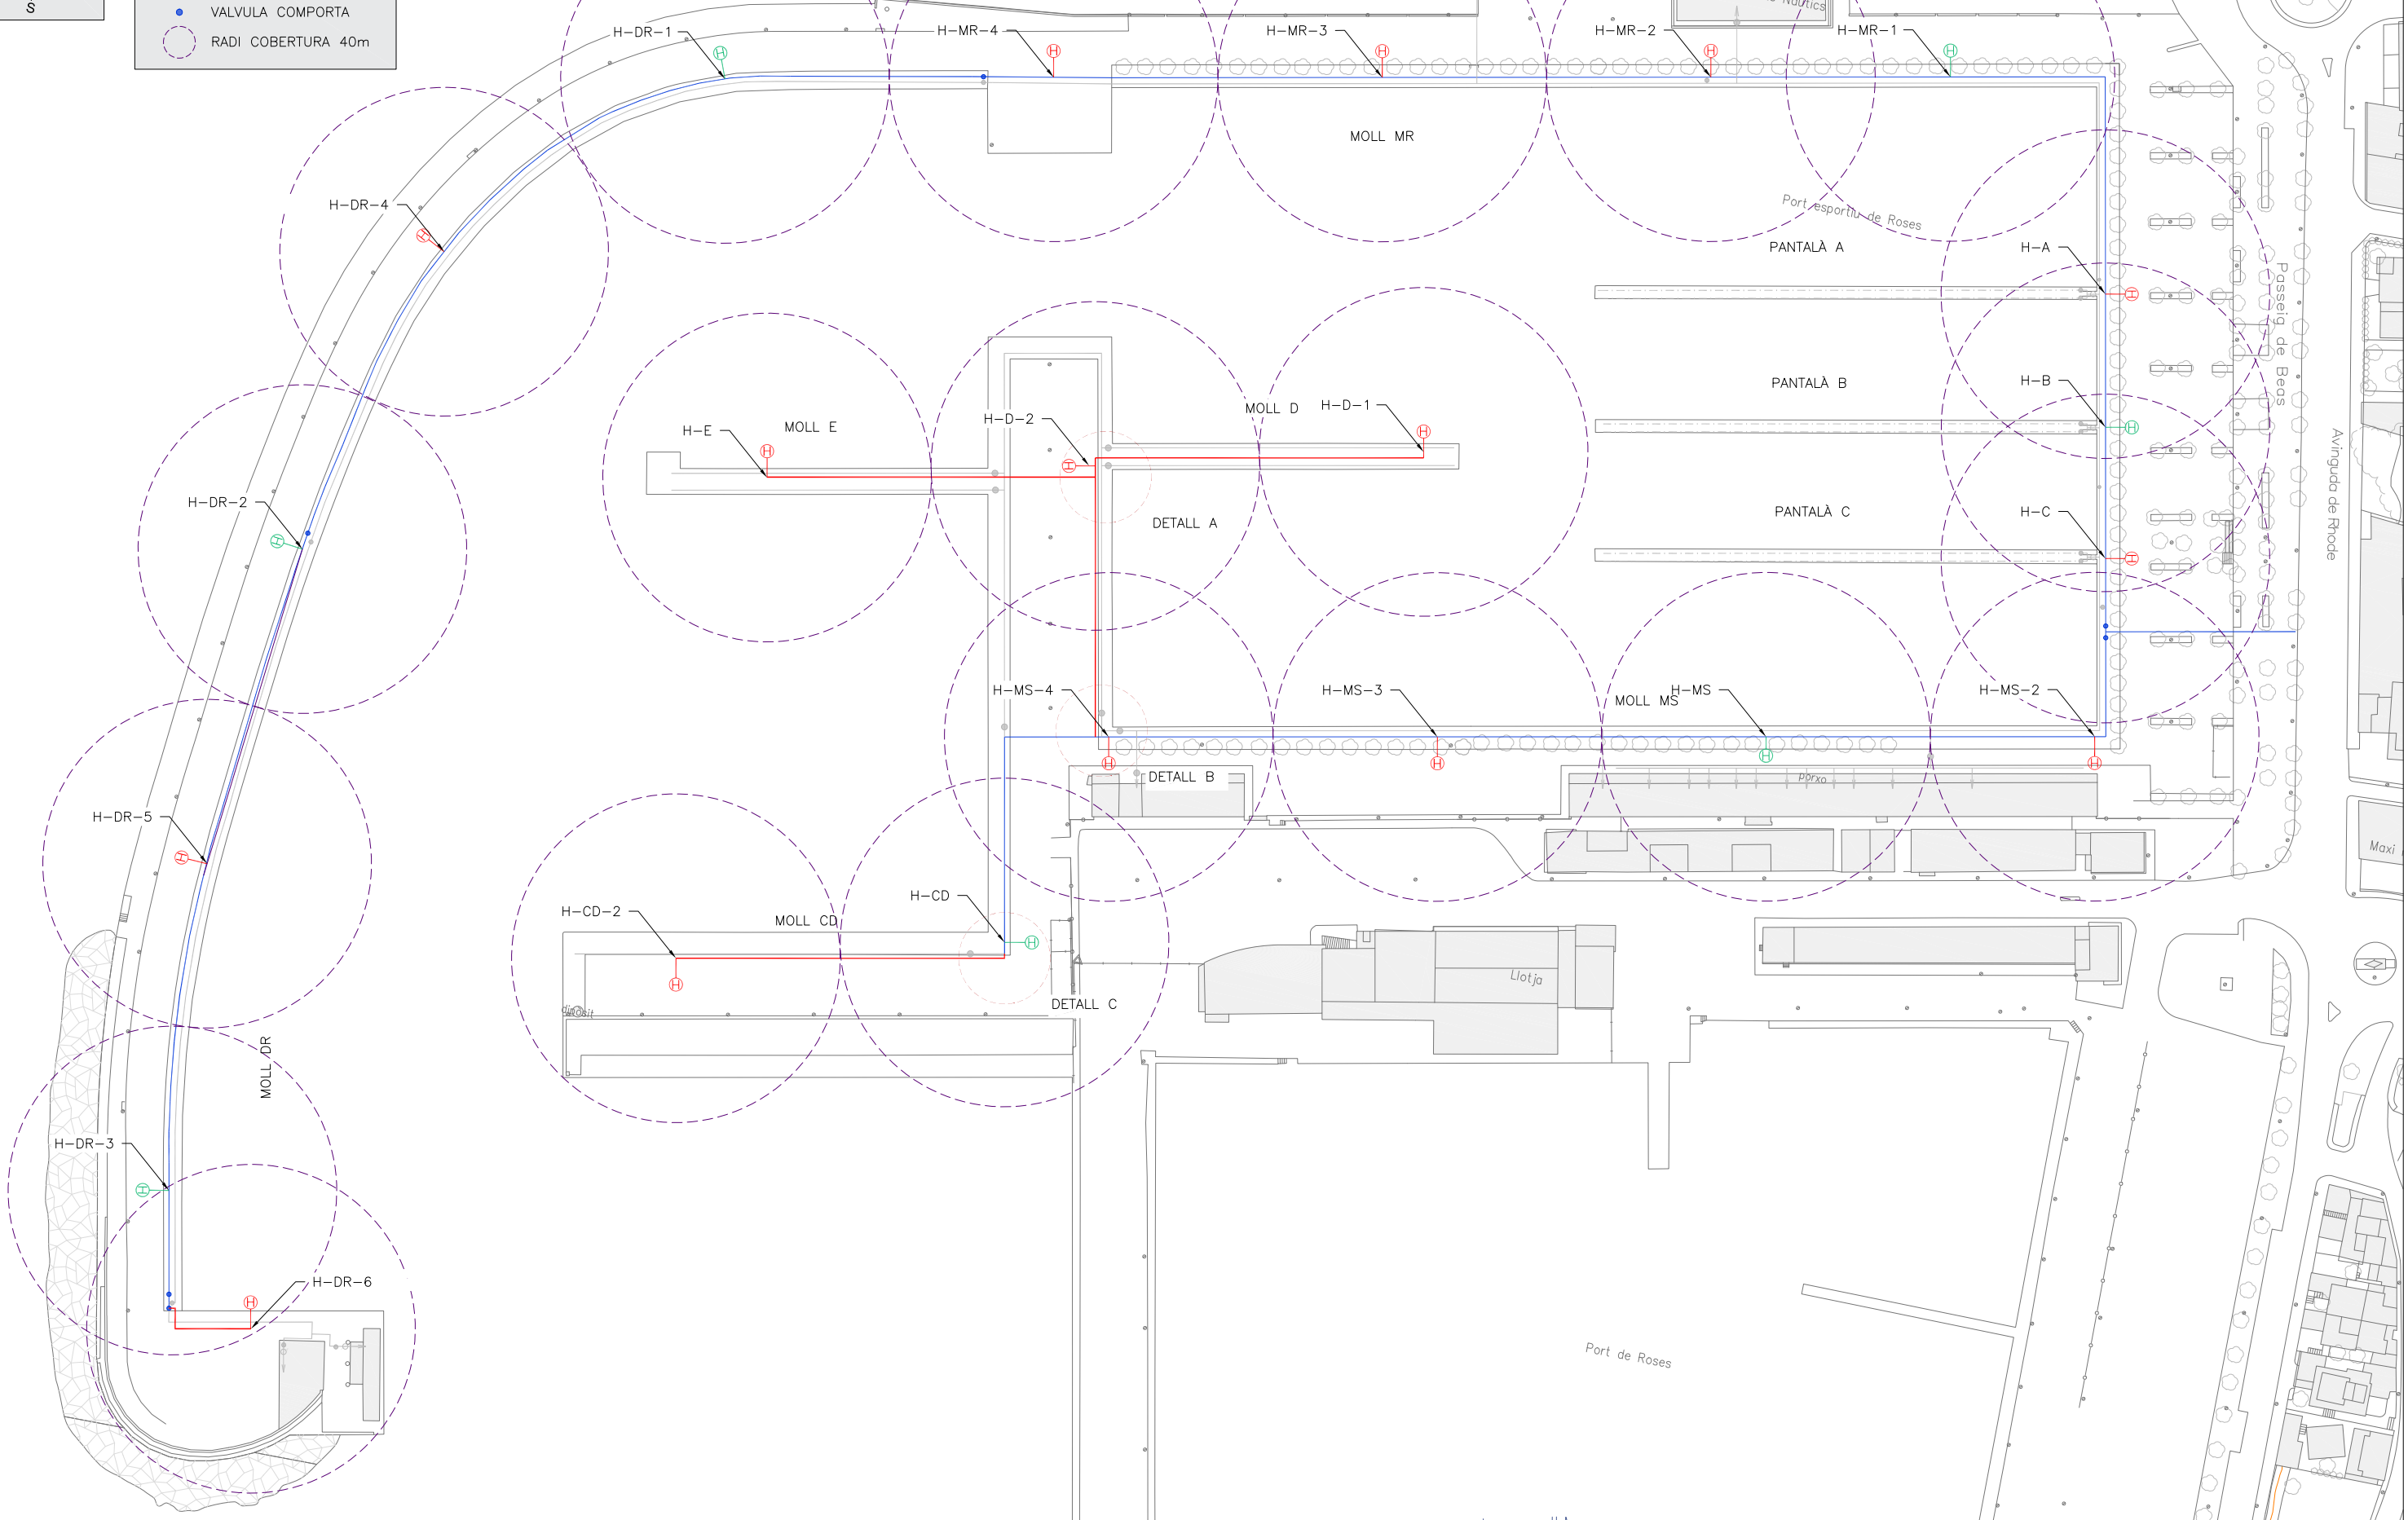 S
VALVULA COMPORTA
RADI COBERTURA 40m
Nàutics
H-DR-1
H-MR-4
H-MR-3
H-MR-2
H-MR-1
MOLL MR
H-DR-4
Port esportiu de Roses
PANTALÀ A
H-A
Passeig de Beas
PANTALÀ B
H-B
MOLL D
H-D-1
H-D-2
MOLL E
H-E
Avinguda de Rhode
H-DR-2
DETALL A
PANTALÀ C
H-C
H-MS-4
H-MS-3
H-MS
MOLL MS
H-MS-2
DETALL B
porxo
H-DR-5
Maxi
H-CD
H-CD-2
MOLL CD
Llotja
DETALL C
dipòsit
MOLL DR
H-DR-3
H-DR-6
Port de Roses